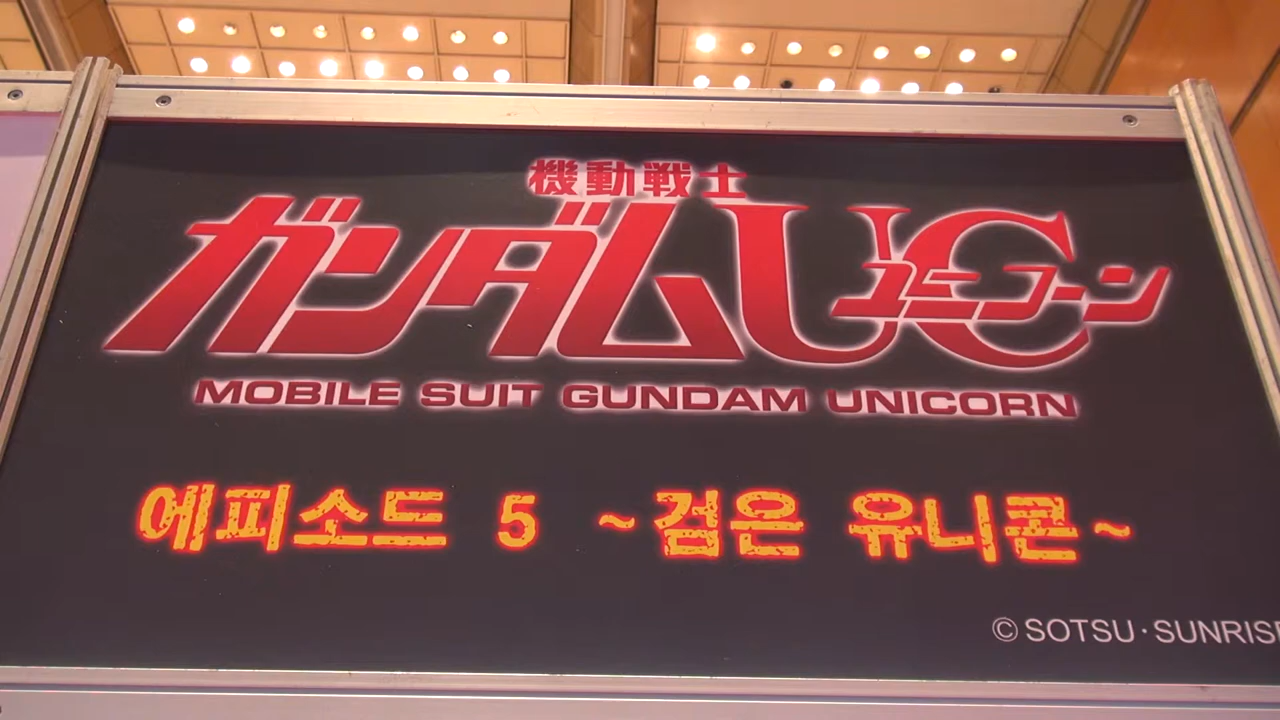 機動戦士
ガンダムUC
ユニコーン
MOBILE SUIT GUNDAM UNICORN
에피소드 5 ~검은 유니콘~
© SOTSU・SUNRISE